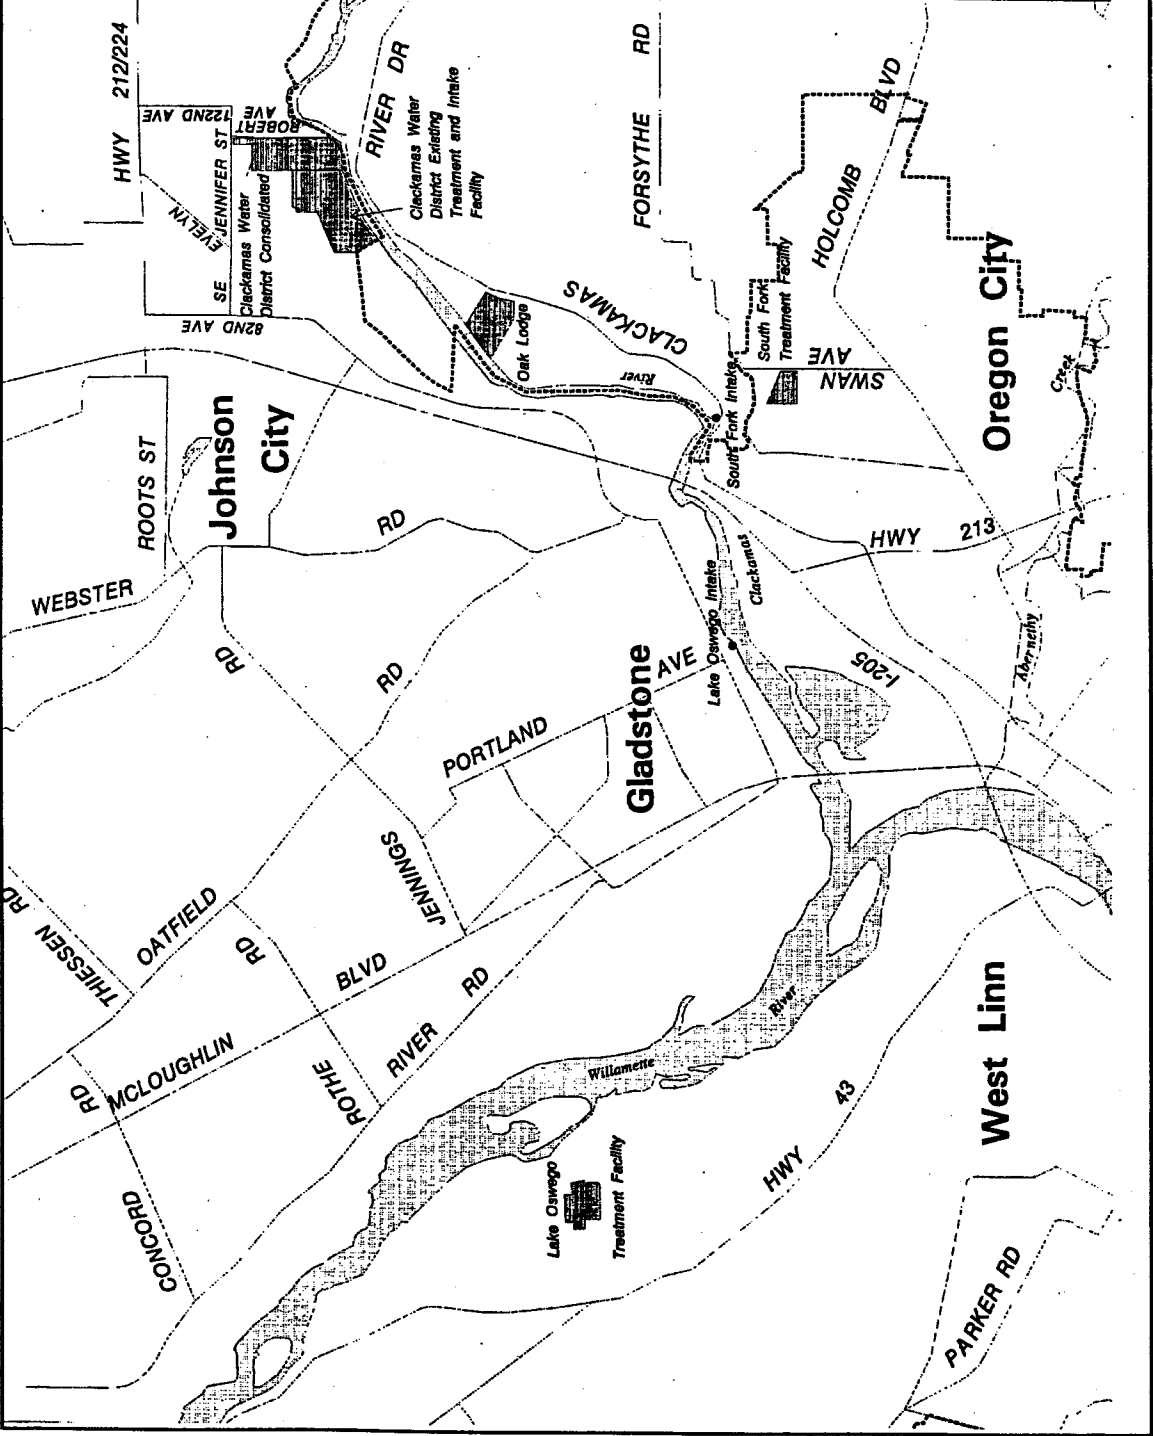 HWY 212/224
122ND AVE
ROBERT
AVE
EVELYN
SE JENNIFER ST
82ND AVE
Clackamas Water
District Consolidated
RIVER DR
Clackamas Water
District Existing
Treatment and Intake
Facility
Oak Lodge
CLACKAMAS
River
FORSYTHE RD
HOLCOMB BLVD
South Fork
Treatment Facility
SWAN
AVE
South Fork Intake
Oregon City
Creek
ROOTS ST
Johnson
City
WEBSTER
RD
RD
RD
HWY 213
Clackamas
Lake Oswego Intake
Abernethy
I-205
Gladstone
PORTLAND AVE
JENNINGS
THIESSEN RD
OATFIELD
RD
MCLOUGHLIN BLVD
ROTHE
RIVER RD
RD
CONCORD
Willamette River
Lake Oswego
Treatment Facility
HWY 43
West Linn
PARKER RD